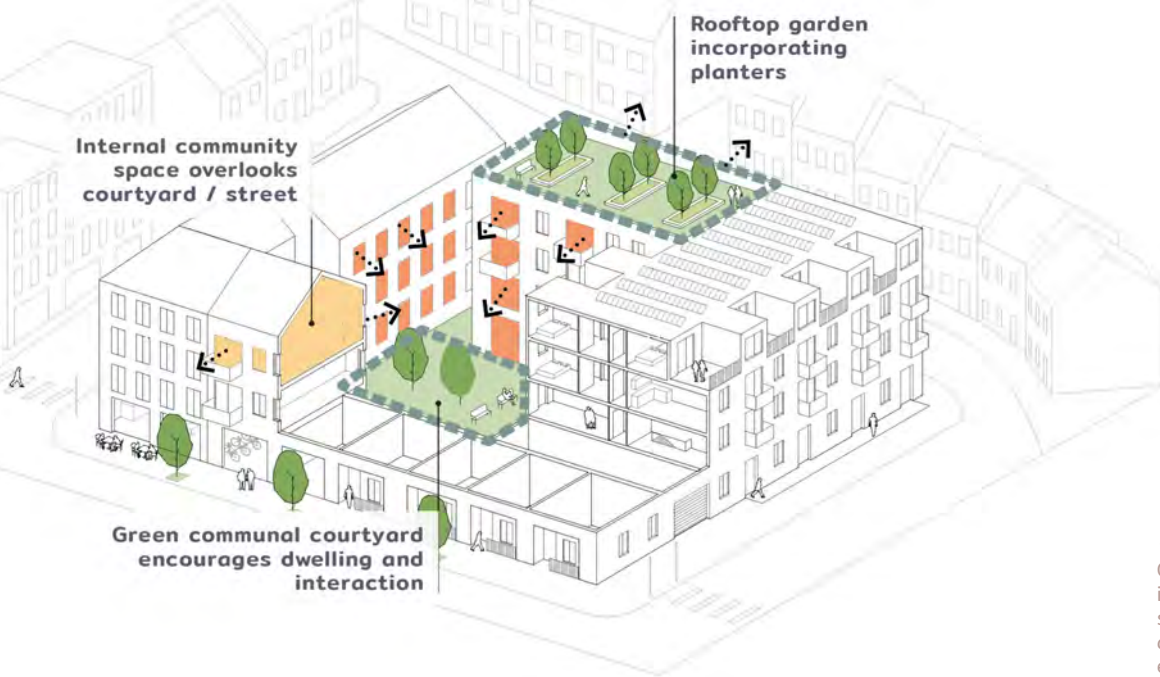 Rooftop garden
incorporating
planters
Internal community
space overlooks
courtyard / street
Green communal courtyard
encourages dwelling and
interaction